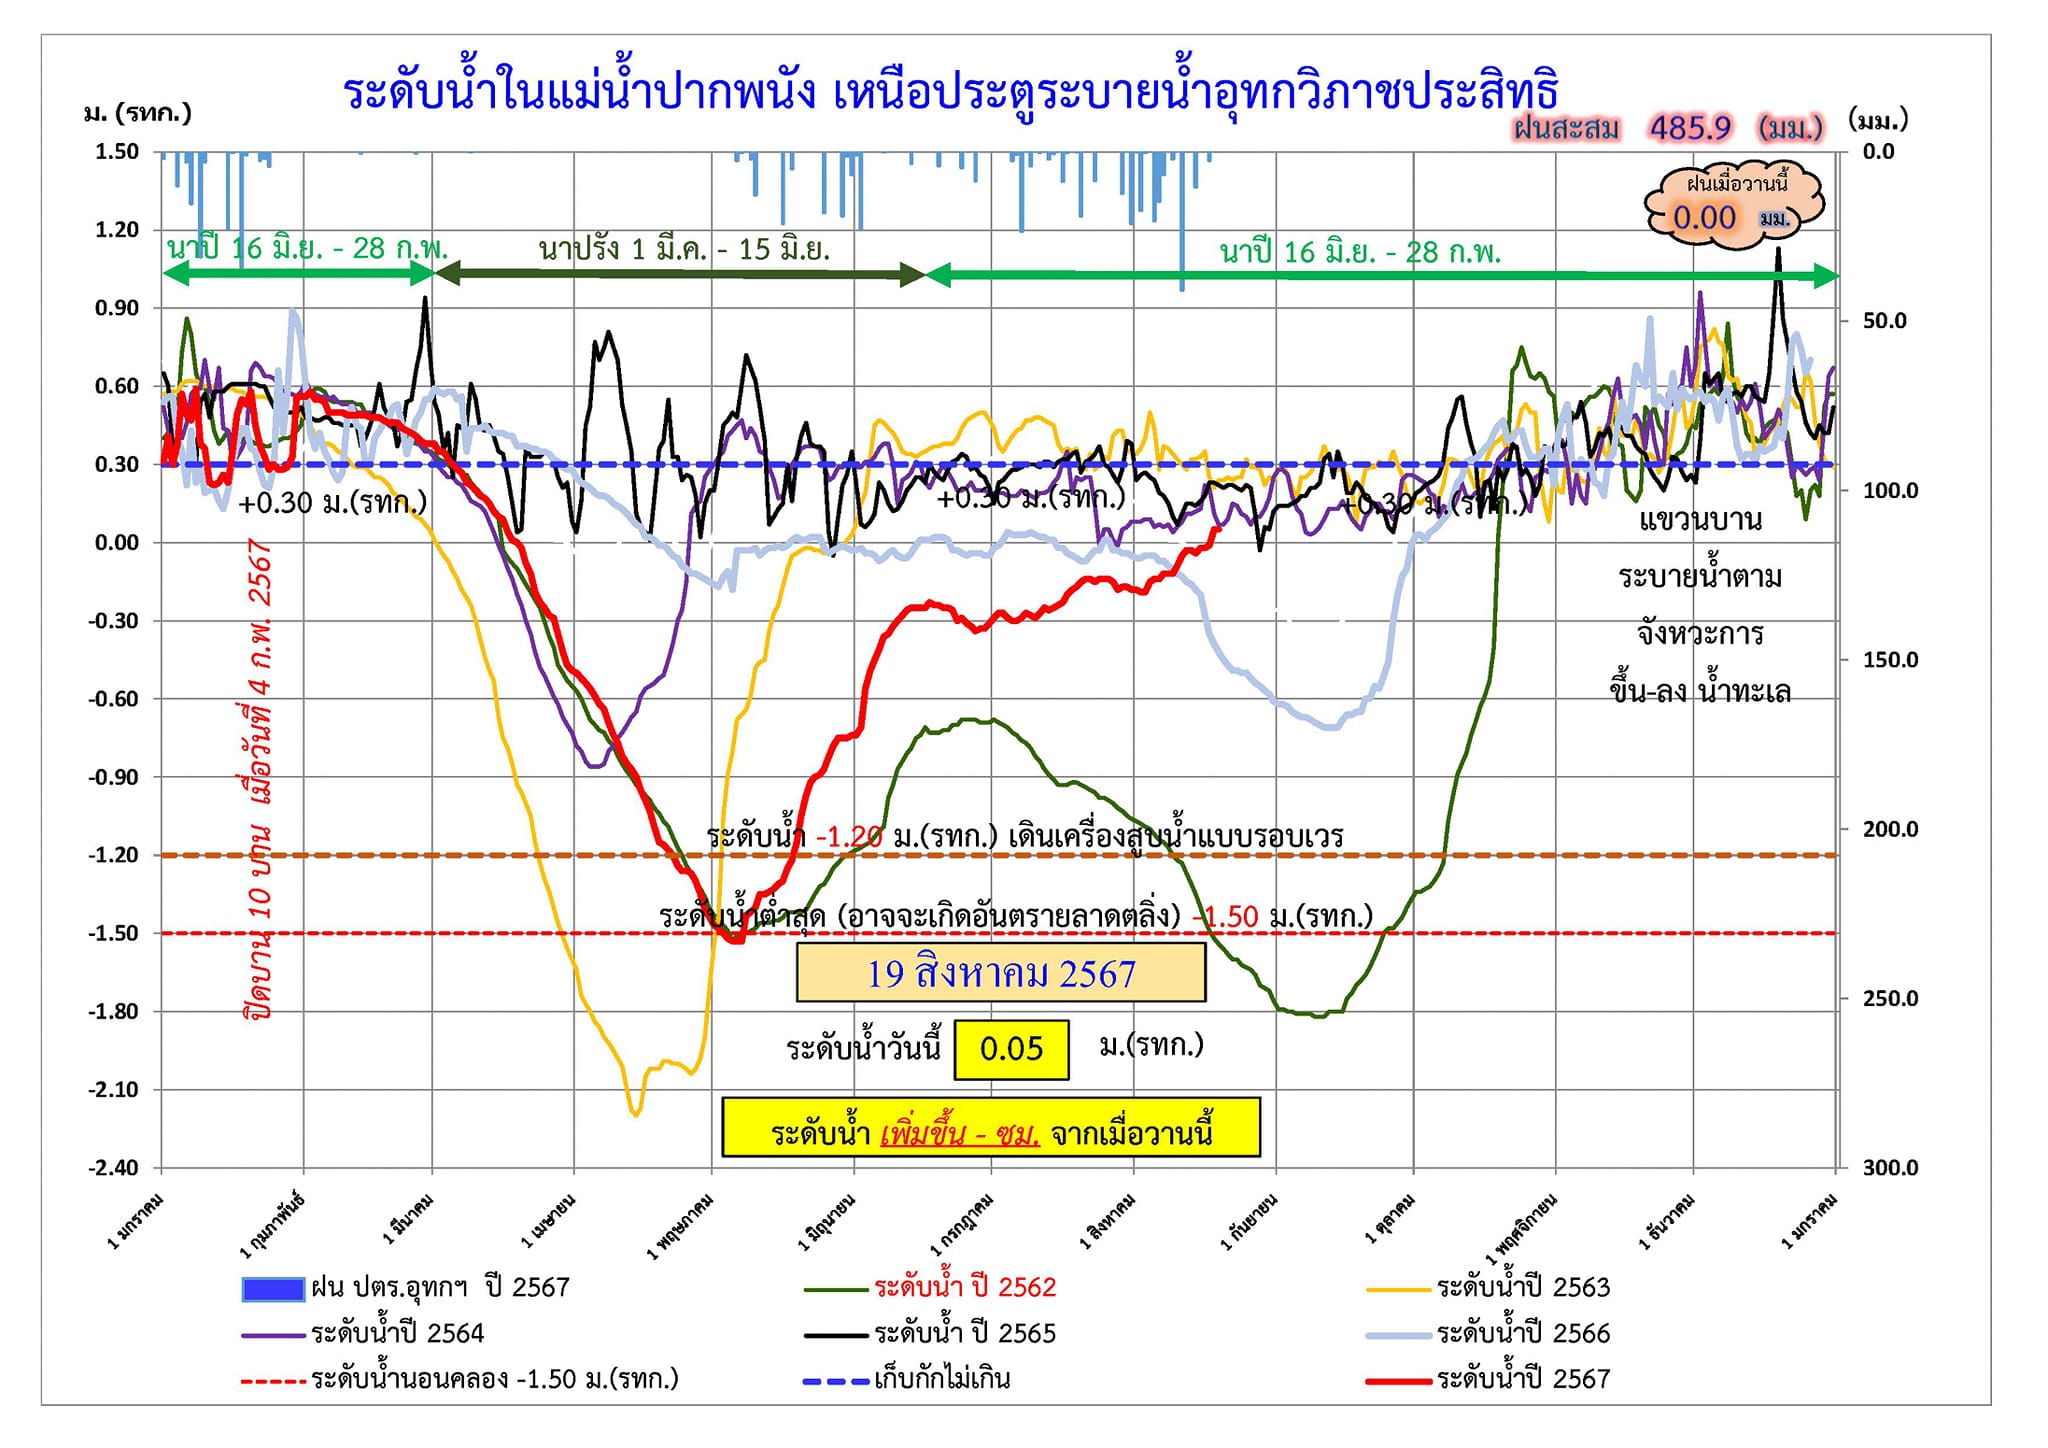 ระดับน้ำในแม่น้ำปากพนัง เหนือประตูระบายน้ำอุทกวิภาชประสิทธิ
ม. (รทก.)
ฝนสะสม 485.9 (มม.)
(มม.)
ฝนเมื่อวานนี้
0.00 มม.
1.50
1.20
0.90
0.60
0.30
0.00
-0.30
-0.60
-0.90
-1.20
-1.50
-1.80
-2.10
-2.40
0.0
50.0
100.0
150.0
200.0
250.0
300.0
นาปี 16 มิ.ย. - 28 ก.พ.
นาปรัง 1 มี.ค. - 15 มิ.ย.
นาปี 16 มิ.ย. - 28 ก.พ.
+0.30 ม.(รทก.)
+0.30 ม.(รทก.)
+0.30 ม.(รทก.)
ปิดบาน 10 บาน เมื่อวันที่ 4 ก.พ. 2567
แขวนบาน
ระบายน้ำตาม
จังหวะการ
ขึ้น-ลง น้ำทะเล
ระดับน้ำ -1.20 ม.(รทก.) เดินเครื่องสูบน้ำแบบรอบเวร
ระดับน้ำต่ำสุด (อาจจะเกิดอันตรายลาดตลิ่ง) -1.50 ม.(รทก.)
19 สิงหาคม 2567
ระดับน้ำวันนี้ 0.05 ม.(รทก.)
ระดับน้ำ เพิ่มขึ้น - ซม. จากเมื่อวานนี้
1 มกราคม
1 กุมภาพันธ์
1 มีนาคม
1 เมษายน
1 พฤษภาคม
1 มิถุนายน
1 กรกฎาคม
1 สิงหาคม
1 กันยายน
1 ตุลาคม
1 พฤศจิกายน
1 ธันวาคม
1 มกราคม
ฝน ปตร.อุทกฯ ปี 2567
ระดับน้ำ ปี 2562
ระดับน้ำปี 2563
ระดับน้ำปี 2564
ระดับน้ำ ปี 2565
ระดับน้ำปี 2566
ระดับน้ำนอนคลอง -1.50 ม.(รทก.)
เก็บกักไม่เกิน
ระดับน้ำปี 2567